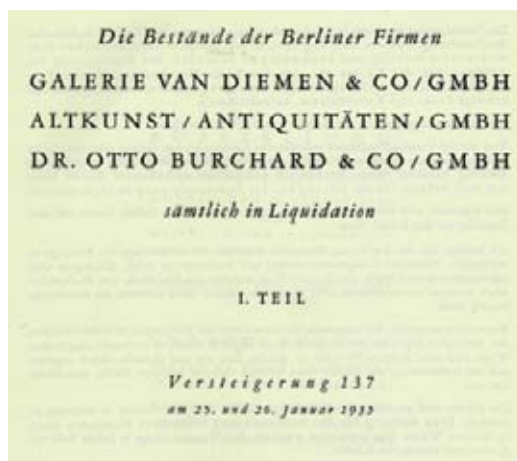 Die Bestände der Berliner Firmen
GALERIE VAN DIEMEN & CO/GMBH
ALTKUNST/ANTIQUITÄTEN/GMBH
DR. OTTO BURCHARD & CO/GMBH
sämtlich in Liquidation
I. TEIL
Versteigerung 137
am 25. und 26. Januar 1935